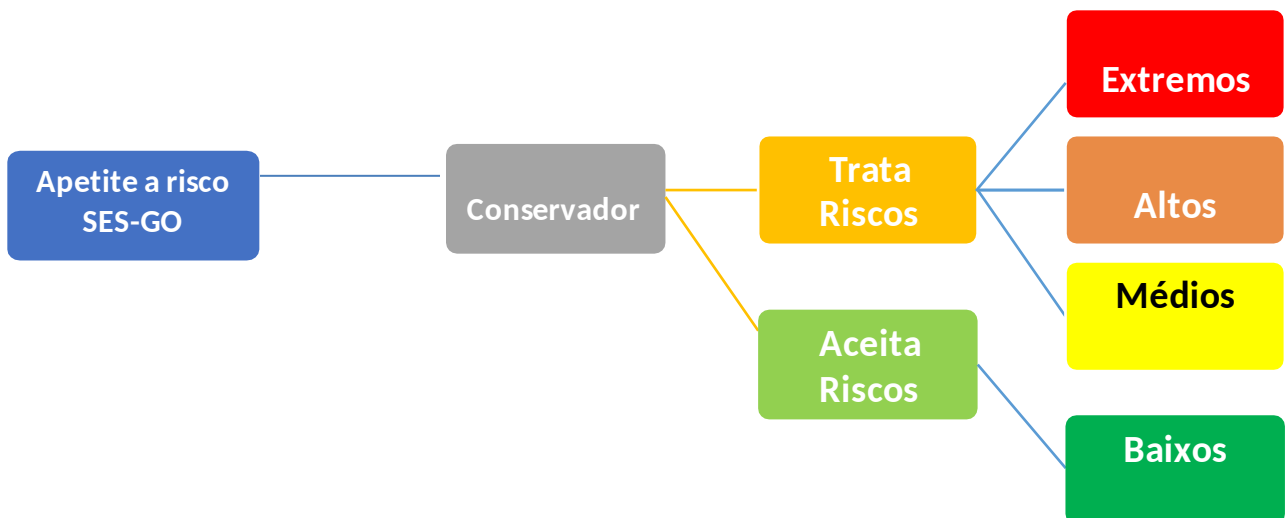 Apetite a risco
SES-GO
Conservador
Trata
Riscos
Aceita
Riscos
Extremos
Altos
Médios
Baixos